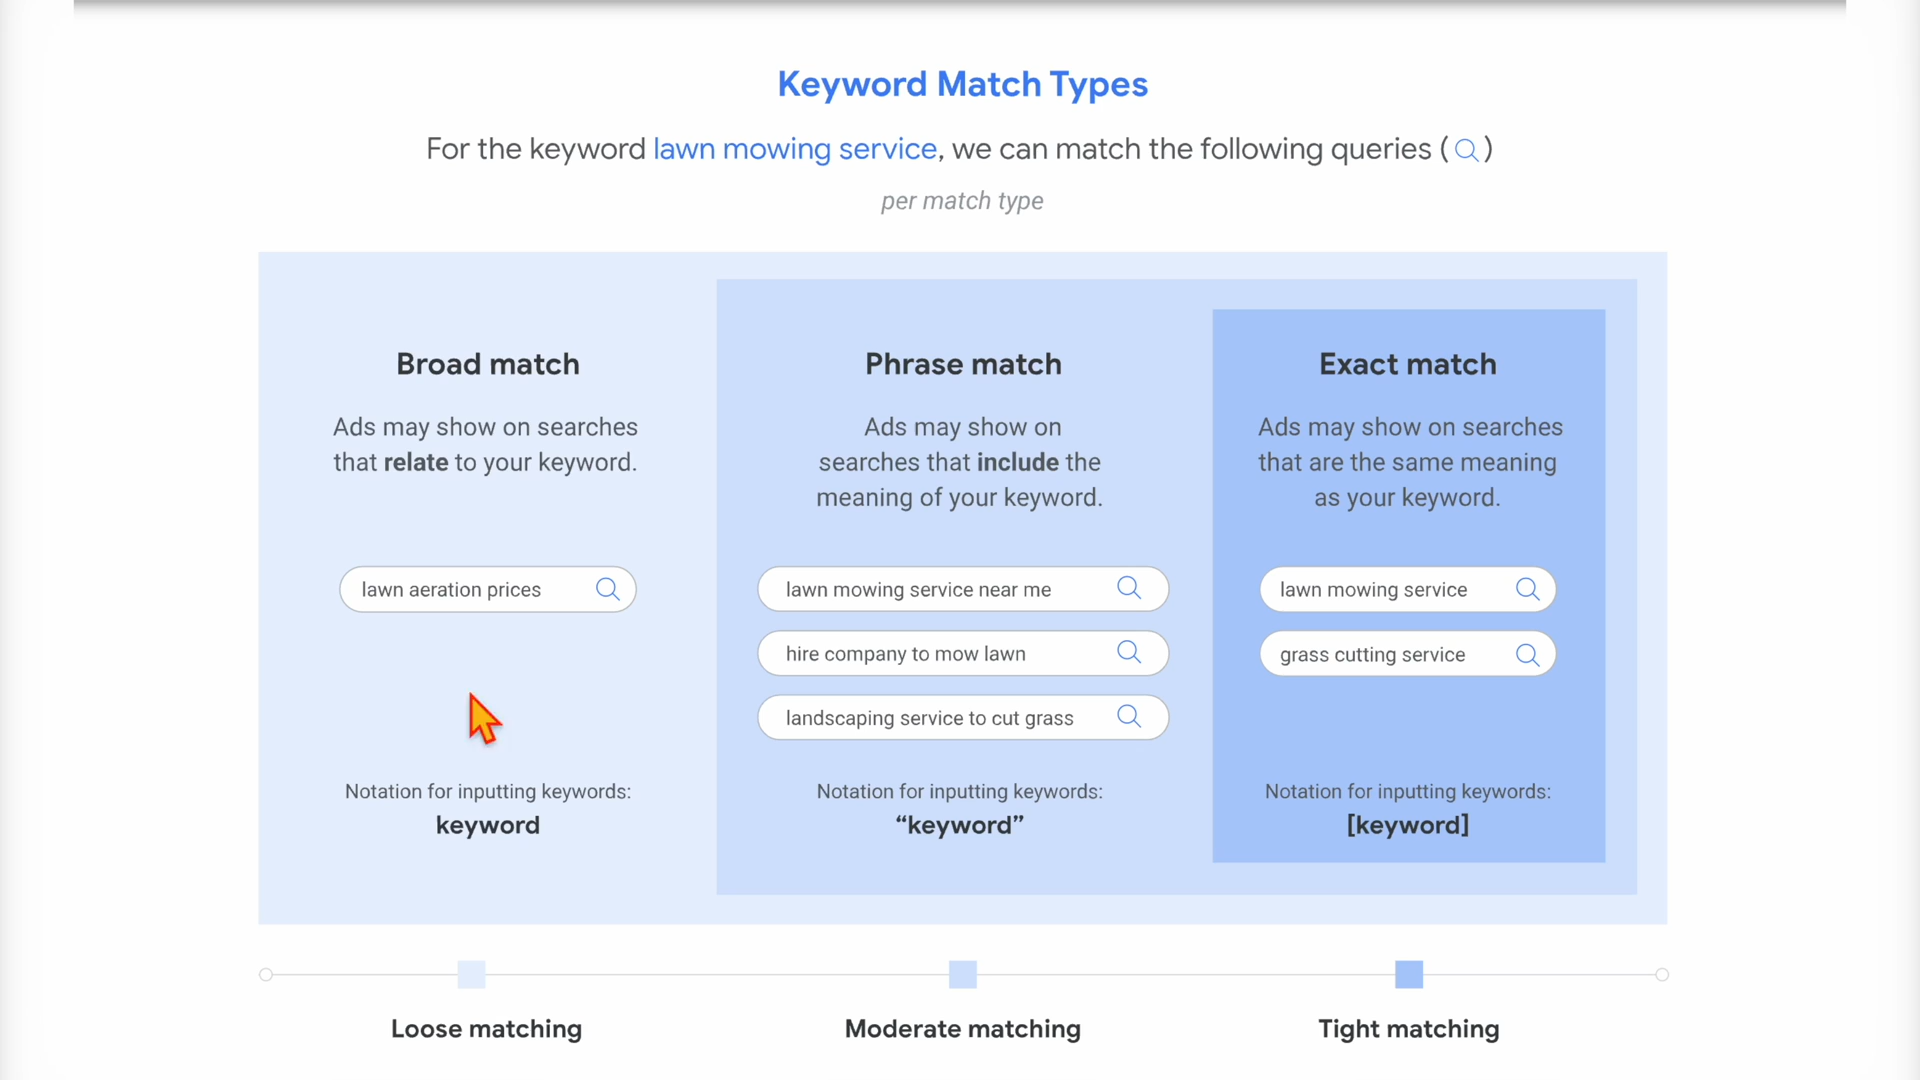 Keyword Match Types
For the keyword lawn mowing service, we can match the following queries ( )
per match type
Broad match
Ads may show on searches
that relate to your keyword.
lawn aeration prices
Notation for inputting keywords:
keyword
Phrase match
Ads may show on
searches that include the
meaning of your keyword.
lawn mowing service near me
hire company to mow lawn
landscaping service to cut grass
Notation for inputting keywords:
“keyword”
Exact match
Ads may show on searches
that are the same meaning
as your keyword.
lawn mowing service
grass cutting service
Notation for inputting keywords:
[keyword]
Loose matching
Moderate matching
Tight matching